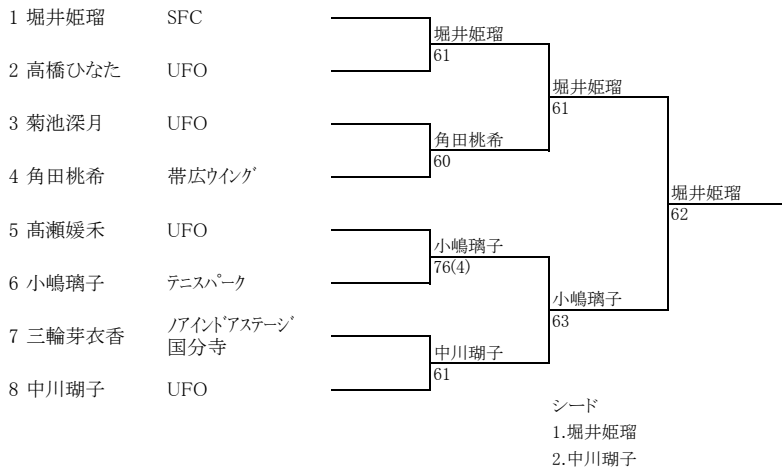 1 堀井姫瑠 SFC
堀井姫瑠
61
2 高橋ひなた UFO
堀井姫瑠
61
3 菊池深月 UFO
角田桃希
60
4 角田桃希 帯広ウイング
堀井姫瑠
62
5 髙瀬媛禾 UFO
小嶋璃子
76(4)
6 小嶋璃子 テニスパーク
小嶋璃子
63
7 三輪芽衣香 ノアインドアステージ
国分寺
中川瑚子
61
8 中川瑚子 UFO
シード
1.堀井姫瑠
2.中川瑚子